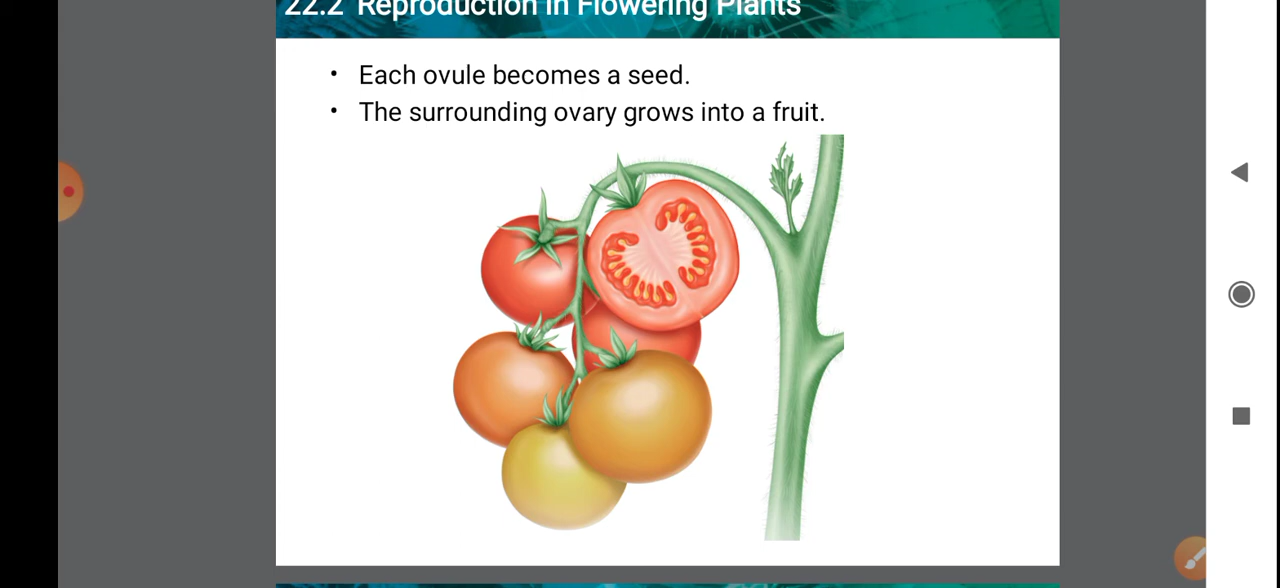 22.2 Reproduction in Flowering Plants
• Each ovule becomes a seed.
• The surrounding ovary grows into a fruit.